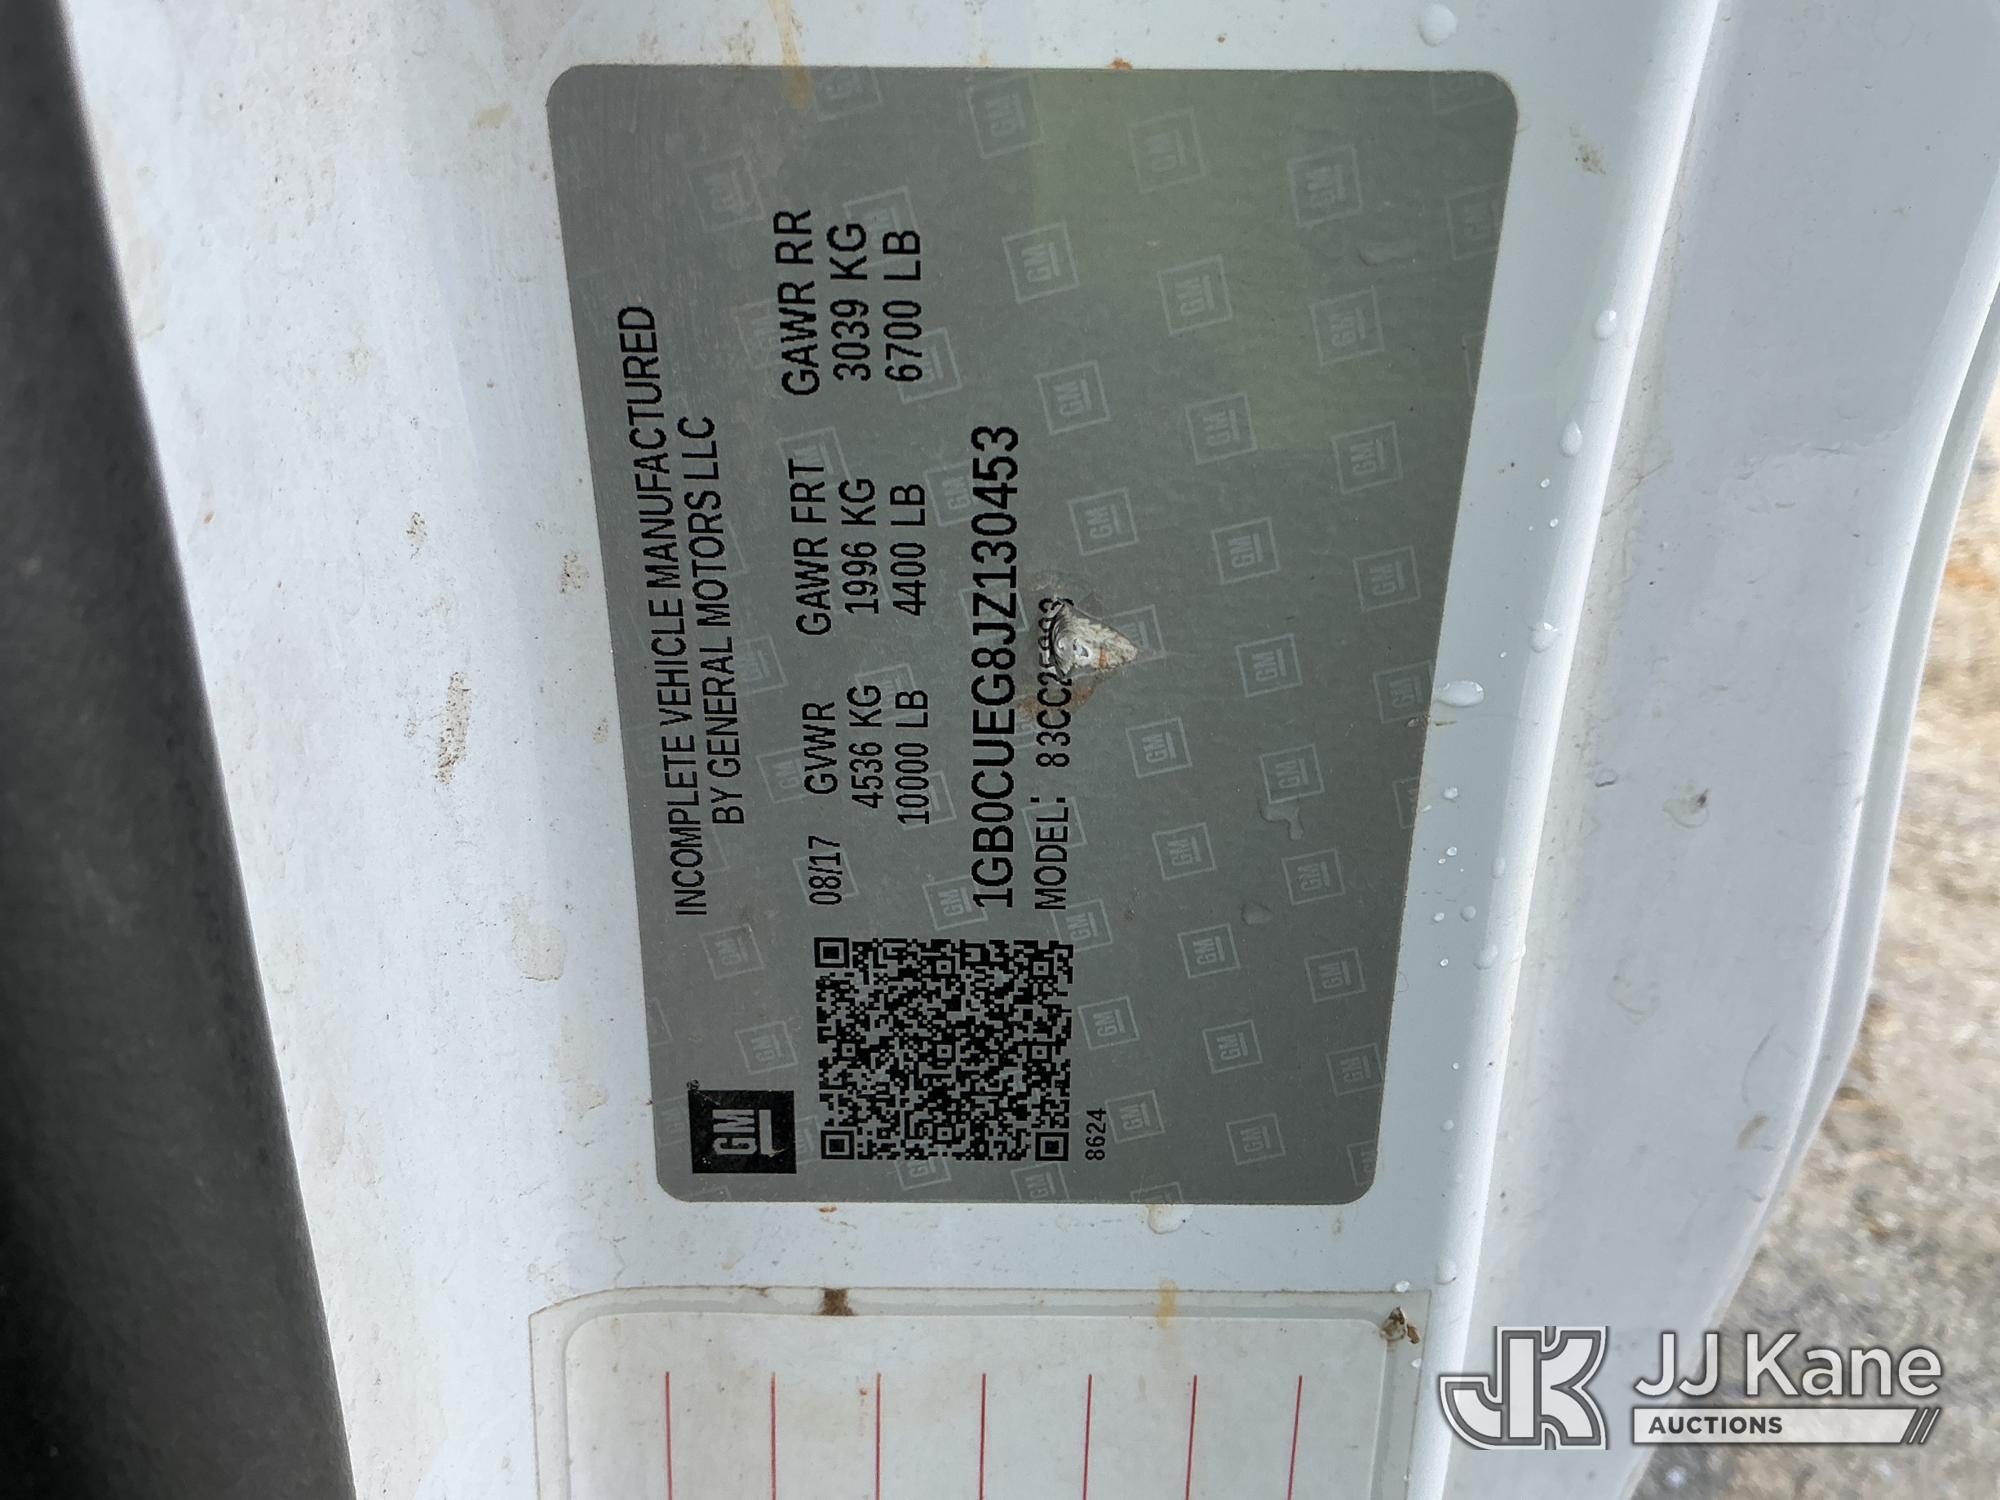 GM
INCOMPLETE VEHICLE MANUFACTURED
BY GENERAL MOTORS LLC
08/17 GVWR GAWR FRT GAWR RR
4536 KG 1996 KG 3039 KG
10000 LB 4400 LB 6700 LB
1GB0CUEG8JZ130453
MODEL:
8624
JK JJ Kane
AUCTIONS